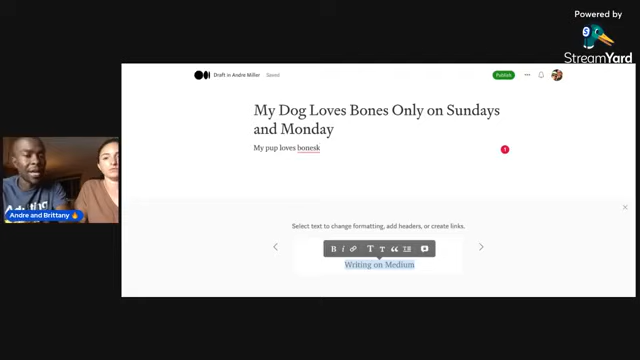 Powered by
StreamYard
Draft in Andre Miller Saved
Publish
My Dog Loves Bones Only on Sundays
and Monday
My pup loves bonesk
1
Andre and Brittany 🔥
Select text to change formatting, add headers, or create links.
B i T T
Writing on Medium